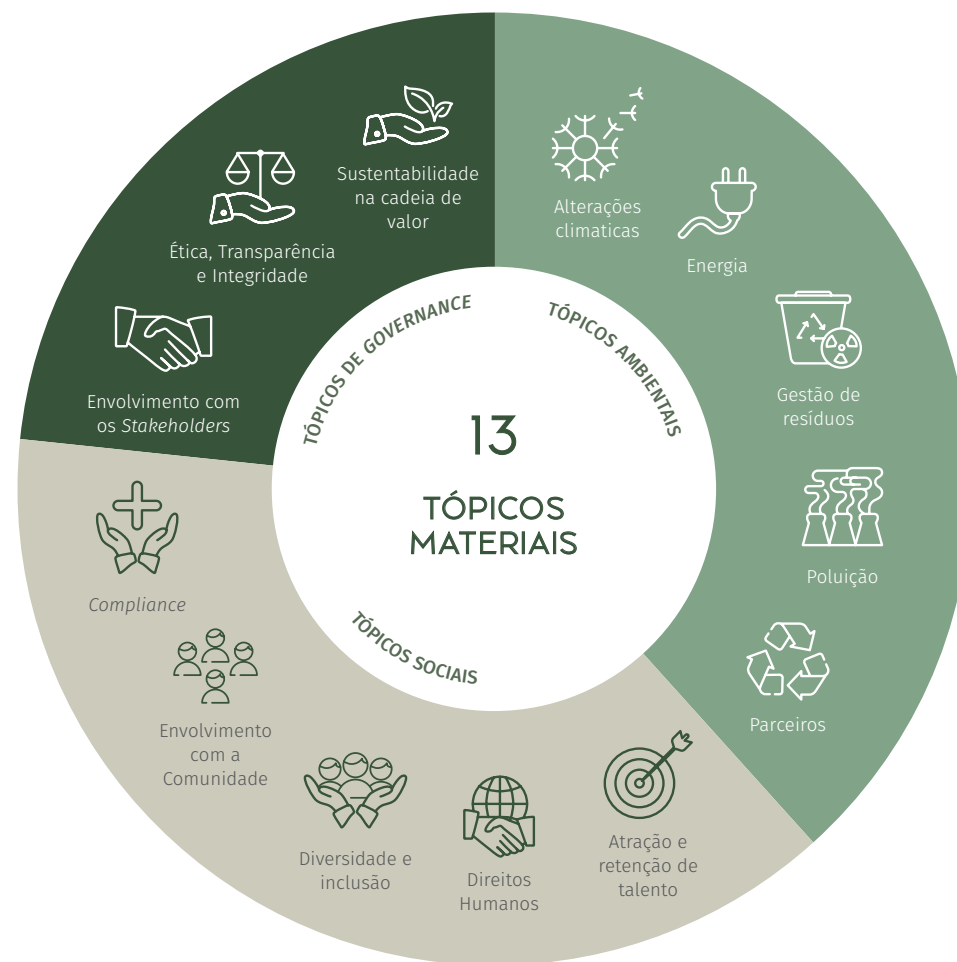 13
TÓPICOS
MATERIAIS
TÓPICOS AMBIENTAIS
Alterações
climaticas
Energia
Gestão de
resíduos
Poluição
Parceiros
TÓPICOS SOCIAIS
Atração e
retenção de
talento
Direitos
Humanos
Diversidade e
inclusão
Envolvimento
com a
Comunidade
Compliance
TÓPICOS DE GOVERNANCE
Envolvimento com
os Stakeholders
Ética, Transparência
e Integridade
Sustentabilidade
na cadeia de
valor